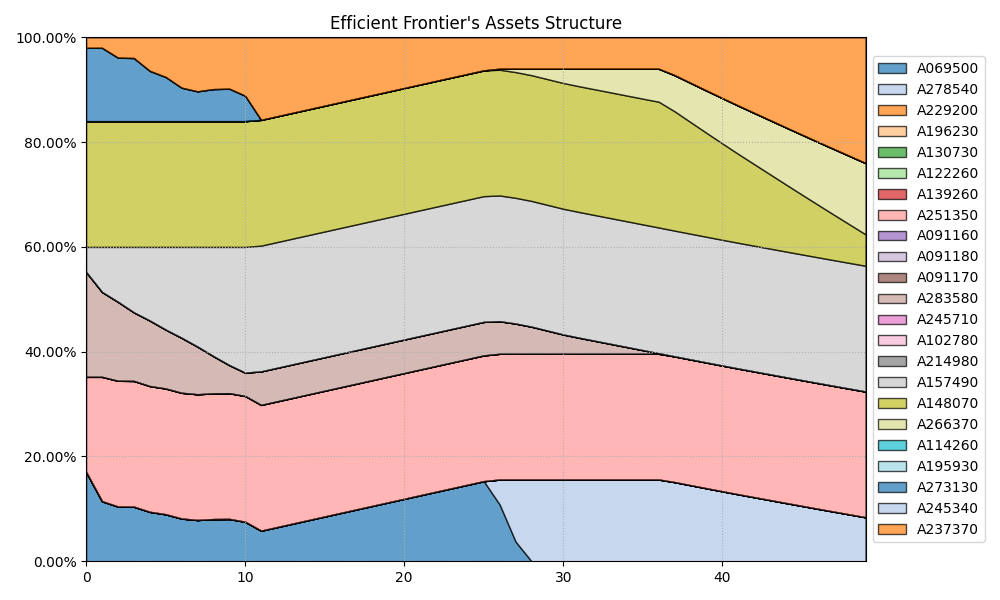 Efficient Frontier's Assets Structure
100.00%
80.00%
60.00%
40.00%
20.00%
0.00%
0
10
20
30
40
A069500
A278540
A229200
A196230
A130730
A122260
A139260
A251350
A091160
A091180
A091170
A283580
A245710
A102780
A214980
A157490
A148070
A266370
A114260
A195930
A273130
A245340
A237370